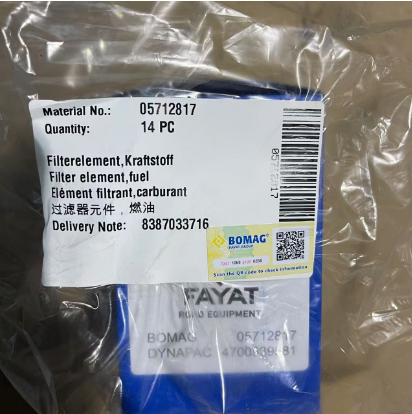 Material No.: 05712817
Quantity: 14 PC
05712817
Filterelement,Kraftstoff
Filter element,fuel
Elément filtrant,carburant
过滤器元件，燃油
Delivery Note: 8387033716
BOMAG
FAYAT GROUP
Scan the QR code to check information
FAYAT
ROAD EQUIPMENT
BOMAG 05712817
DYNAPAC